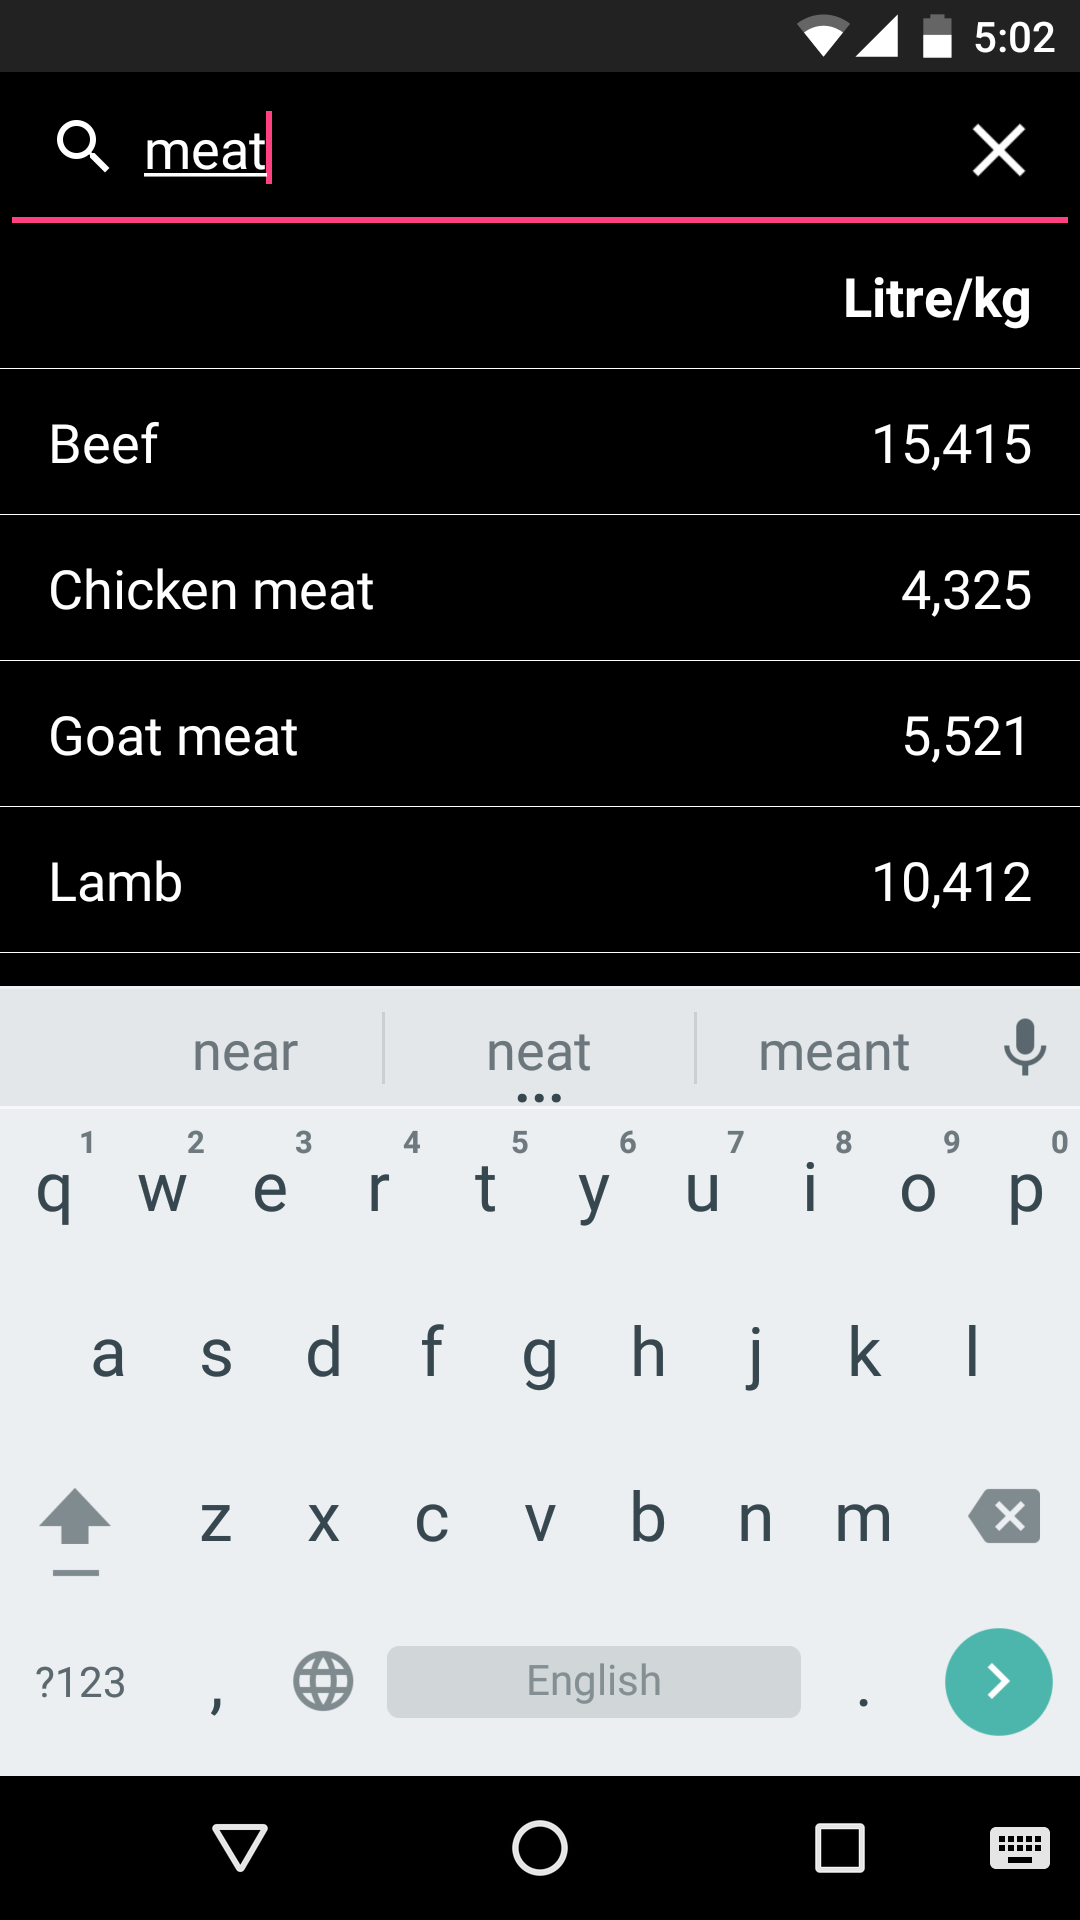 5:02
meat
Litre/kg
Beef 15,415
Chicken meat 4,325
Goat meat 5,521
Lamb 10,412
near neat meant
1 2 3 4 5 6 7 8 9 0
q w e r t y u i o p
a s d f g h j k l
z x c v b n m
?123 , English .